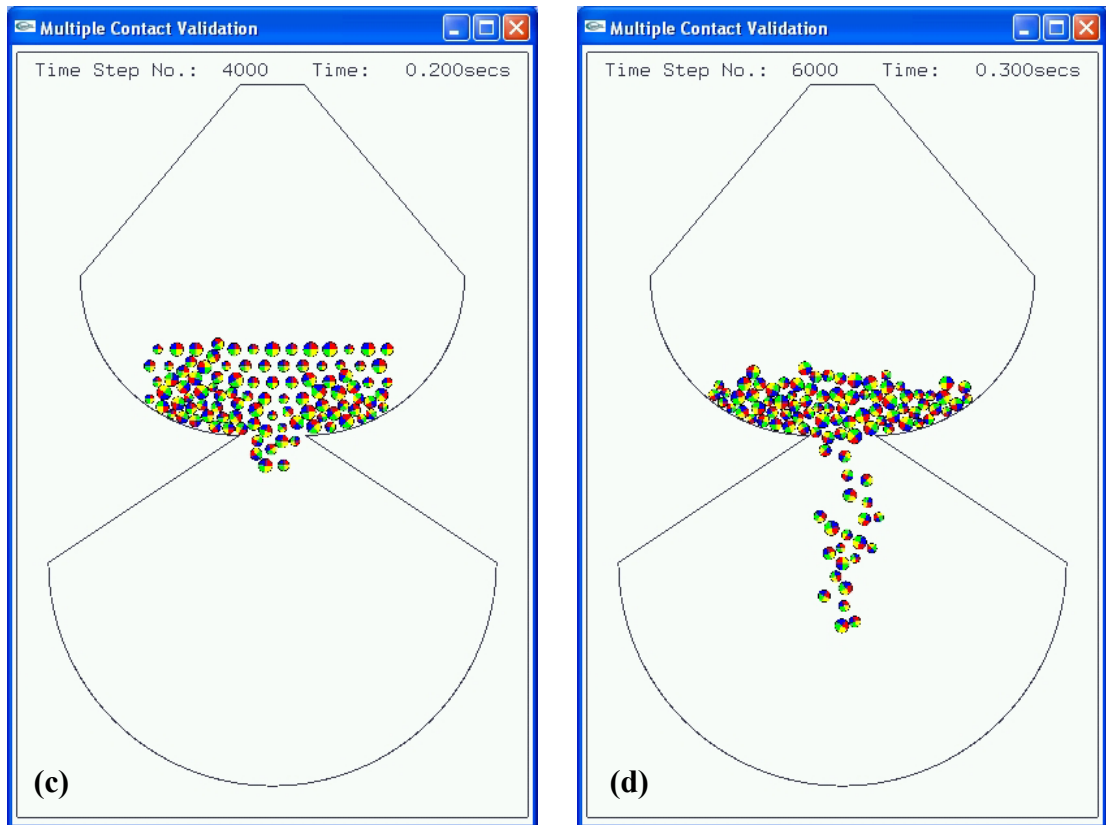 Multiple Contact Validation
Time Step No.: 4000 Time: 0.200secs
(c)
Multiple Contact Validation
Time Step No.: 6000 Time: 0.300secs
(d)